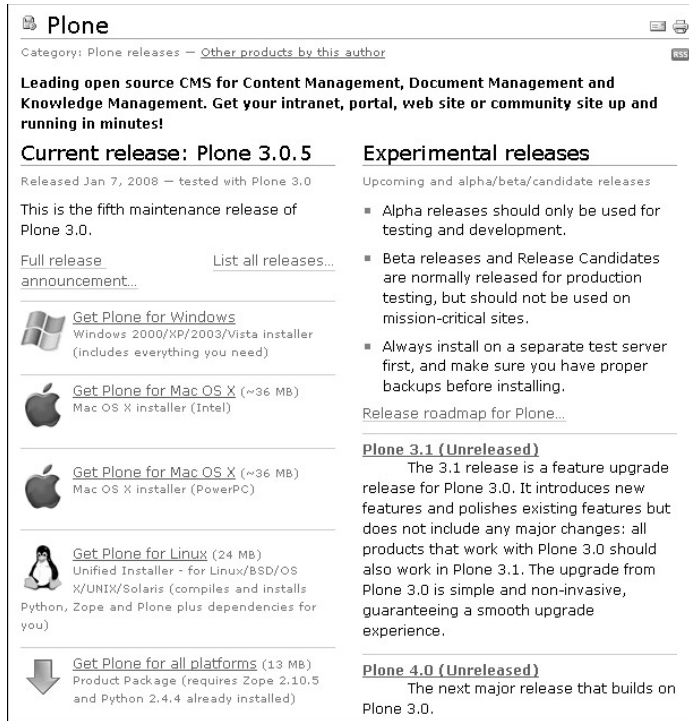 Plone
Category: Plone releases — Other products by this author
RSS
Leading open source CMS for Content Management, Document Management and
Knowledge Management. Get your intranet, portal, web site or community site up and
running in minutes!
Current release: Plone 3.0.5
Released Jan 7, 2008 — tested with Plone 3.0
This is the fifth maintenance release of
Plone 3.0.
Full release
announcement...
List all releases...
Get Plone for Windows
Windows 2000/XP/2003/Vista installer
(includes everything you need)
Get Plone for Mac OS X (~36 MB)
Mac OS X installer (Intel)
Get Plone for Mac OS X (~36 MB)
Mac OS X installer (PowerPC)
Get Plone for Linux (24 MB)
Unified Installer - for Linux/BSD/OS
X/UNIX/Solaris (compiles and installs
Python, Zope and Plone plus dependencies for
you)
Get Plone for all platforms (13 MB)
Product Package (requires Zope 2.10.5
and Python 2.4.4 already installed)
Experimental releases
Upcoming and alpha/beta/candidate releases
Alpha releases should only be used for
testing and development.
Beta releases and Release Candidates
are normally released for production
testing, but should not be used on
mission-critical sites.
Always install on a separate test server
first, and make sure you have proper
backups before installing.
Release roadmap for Plone...
Plone 3.1 (Unreleased)
The 3.1 release is a feature upgrade
release for Plone 3.0. It introduces new
features and polishes existing features but
does not include any major changes: all
products that work with Plone 3.0 should
also work in Plone 3.1. The upgrade from
Plone 3.0 is simple and non-invasive,
guaranteeing a smooth upgrade
experience.
Plone 4.0 (Unreleased)
The next major release that builds on
Plone 3.0.